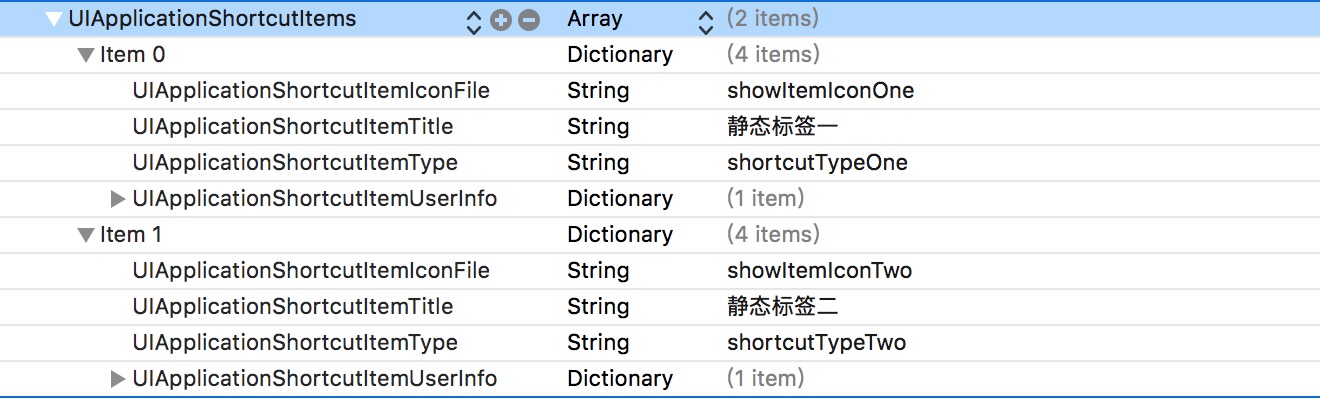 UIApplicationShortcutItems Array (2 items)
Item 0 Dictionary (4 items)
UIApplicationShortcutItemIconFile String showItemIconOne
UIApplicationShortcutItemTitle String 静态标签一
UIApplicationShortcutItemType String shortcutTypeOne
UIApplicationShortcutItemUserInfo Dictionary (1 item)
Item 1 Dictionary (4 items)
UIApplicationShortcutItemIconFile String showItemIconTwo
UIApplicationShortcutItemTitle String 静态标签二
UIApplicationShortcutItemType String shortcutTypeTwo
UIApplicationShortcutItemUserInfo Dictionary (1 item)